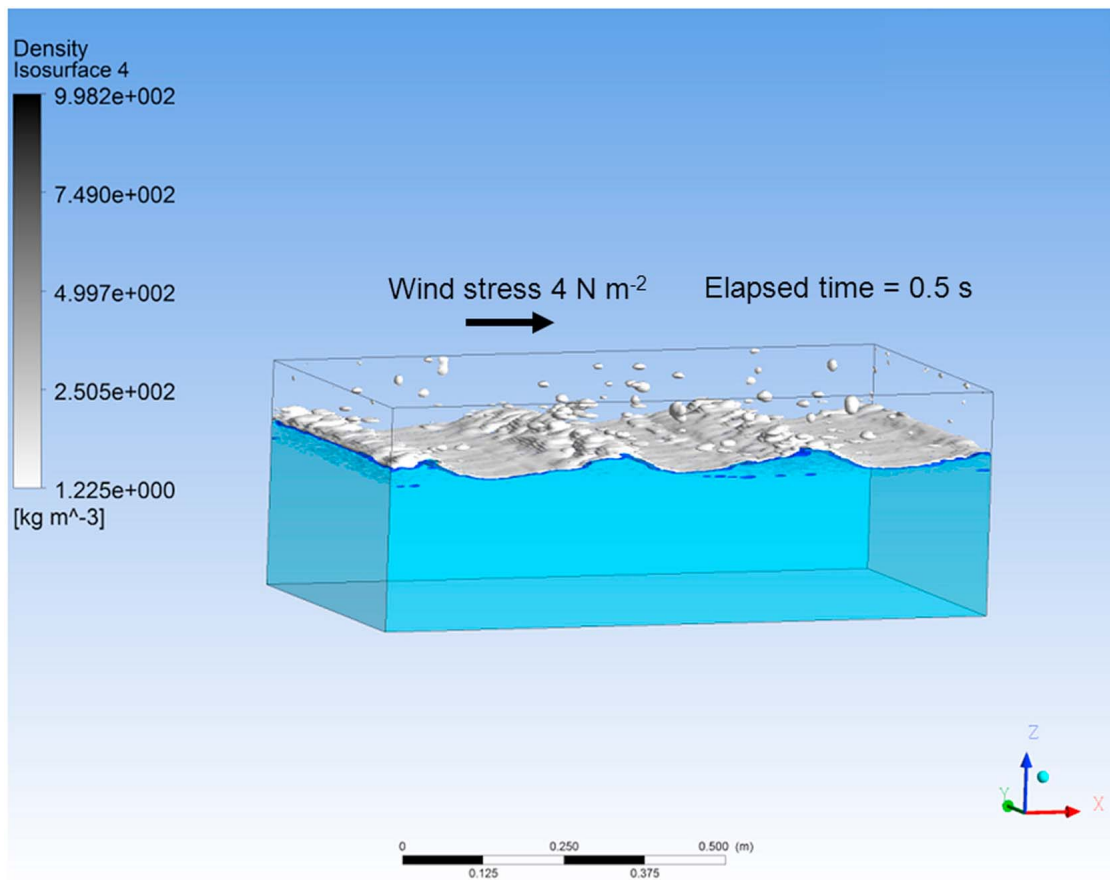 Density
Isosurface 4
9.982e+002
7.490e+002
4.997e+002
2.505e+002
1.225e+000
[kg m^-3]
Wind stress 4 N m⁻² Elapsed time = 0.5 s
Z
Y
X
0 0.250 0.500 (m)
0.125 0.375